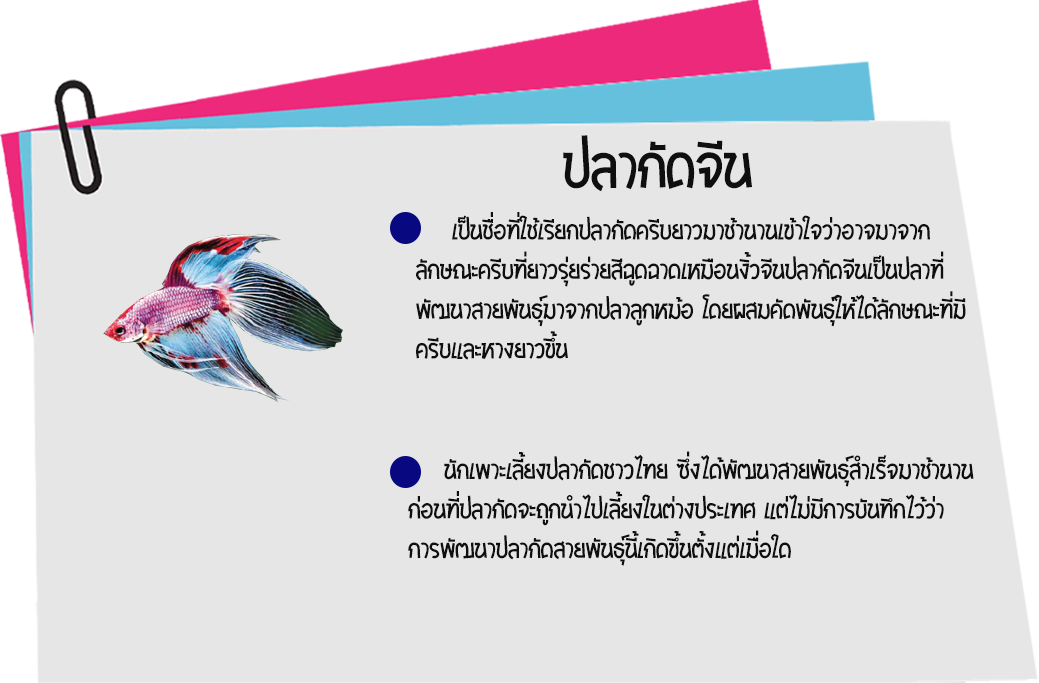 ปลากัดจีน
เป็นชื่อที่ใช้เรียกปลากัดครีบยาวมาช้านานเข้าใจว่าอาจมาจาก
ลักษณะครีบที่ยาวรุ่ยร่ายสีฉูดฉาดเหมือนงิ้วจีนปลากัดจีนเป็นปลาที่
พัฒนาสายพันธุ์มาจากปลาลูกหม้อ โดยผสมคัดพันธุ์ให้ได้ลักษณะที่มี
ครีบและหางยาวขึ้น
นักเพาะเลี้ยงปลากัดชาวไทย ซึ่งได้พัฒนาสายพันธุ์สำเร็จมาช้านาน
ก่อนที่ปลากัดจะถูกนำไปเลี้ยงในต่างประเทศ แต่ไม่มีการบันทึกไว้ว่า
การพัฒนาปลากัดสายพันธุ์นี้เกิดขึ้นตั้งแต่เมื่อใด